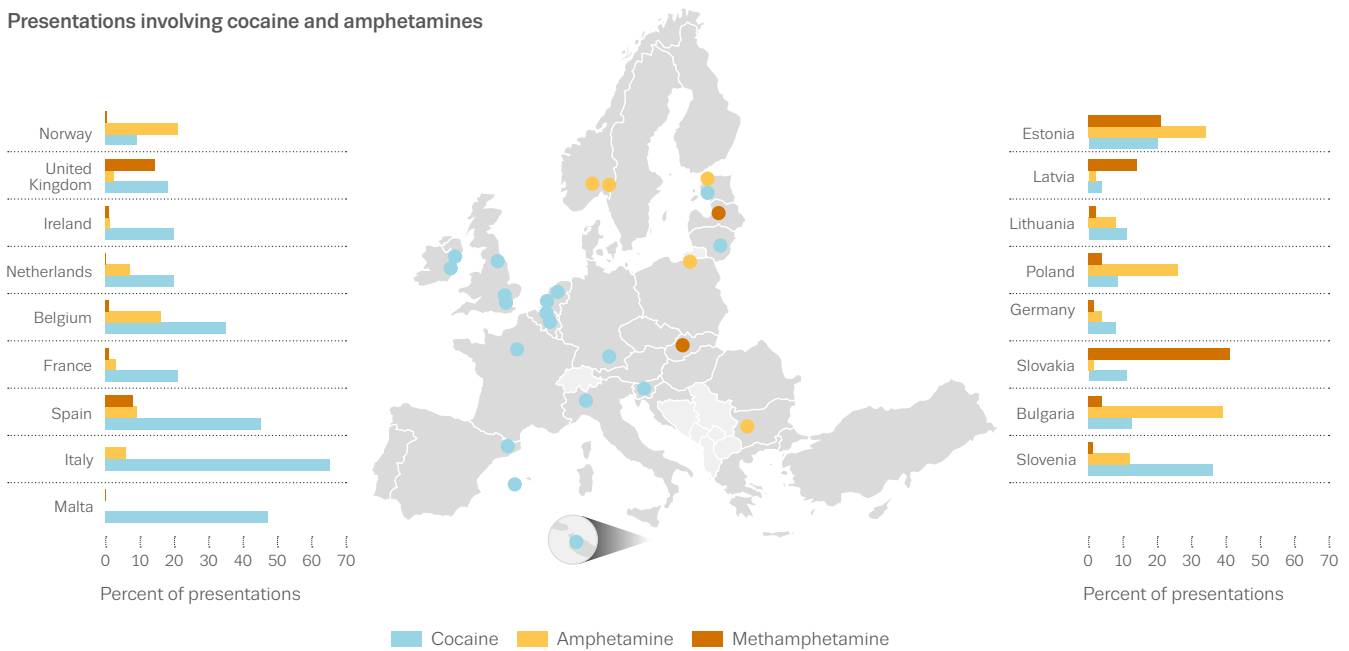 Presentations involving cocaine and amphetamines
Norway
United
Kingdom
Ireland
Netherlands
Belgium
France
Spain
Italy
Malta
0 10 20 30 40 50 60 70
Percent of presentations
Estonia
Latvia
Lithuania
Poland
Germany
Slovakia
Bulgaria
Slovenia
0 10 20 30 40 50 60 70
Percent of presentations
Cocaine Amphetamine Methamphetamine